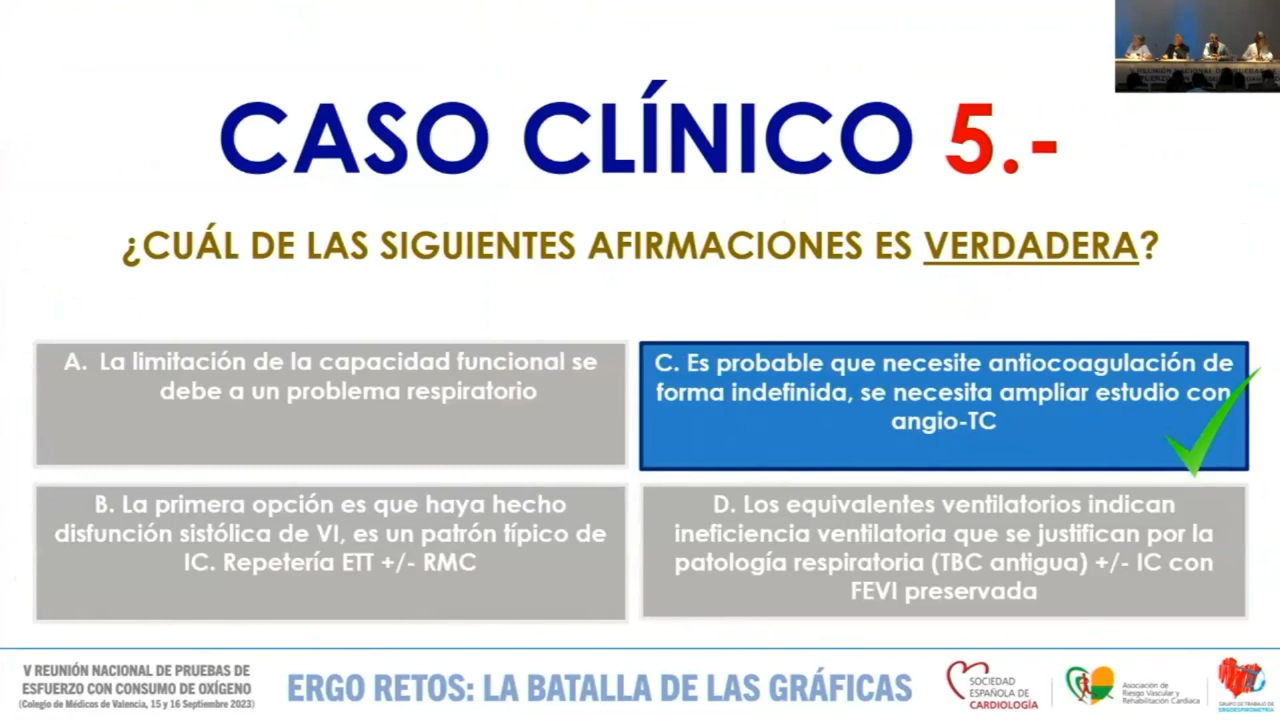 CASO CLÍNICO 5.-
¿CUÁL DE LAS SIGUIENTES AFIRMACIONES ES VERDADERA?
A. La limitación de la capacidad funcional se
debe a un problema respiratorio
C. Es probable que necesite antiocoagulación de
forma indefinida, se necesita ampliar estudio con
angio-TC
B. La primera opción es que haya hecho
disfunción sistólica de VI, es un patrón típico de
IC. Repetería ETT +/- RMC
D. Los equivalentes ventilatorios indican
ineficiencia ventilatoria que se justifican por la
patología respiratoria (TBC antigua) +/- IC con
FEVI preservada
V REUNIÓN NACIONAL DE PRUEBAS DE
ESFUERZO CON CONSUMO DE OXÍGENO
(Colegio de Médicos de Valencia, 15 y 16 Septiembre 2023)
ERGO RETOS: LA BATALLA DE LAS GRÁFICAS
SOCIEDAD
ESPAÑOLA DE
CARDIOLOGÍA
Asociación de
Riesgo Vascular y
Rehabilitación Cardiaca
GRUPO DE TRABAJO DE
ERGOESPIROMETRÍA